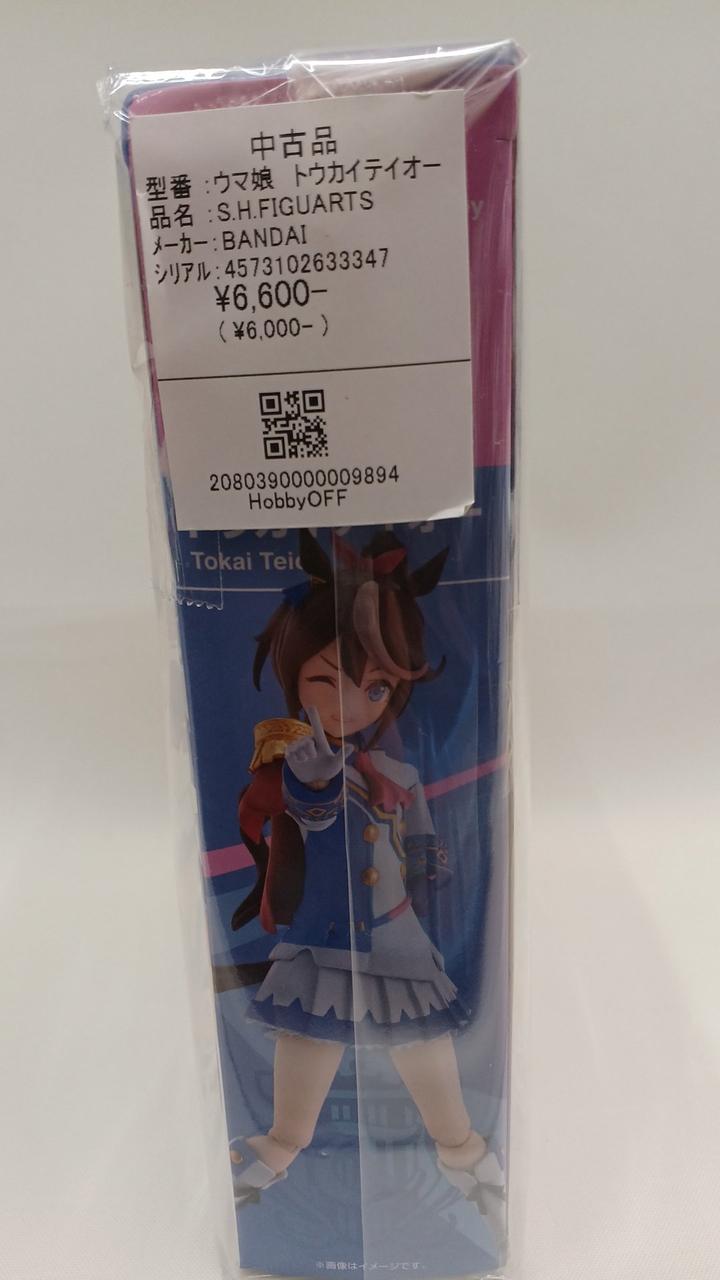 中古品
型番 :ウマ娘 トウカイテイオー
品名 :S.H.FIGUARTS
メーカー:BANDAI
シリアル:4573102633347
¥6,600-
( ¥6,000- )
2080390000009894
HobbyOFF
Tokai Teio
※画像はイメージです。